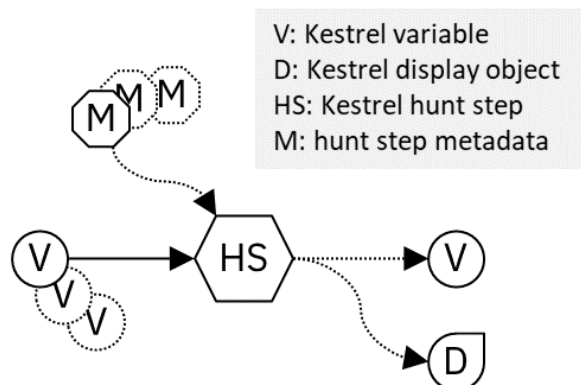 V: Kestrel variable
D: Kestrel display object
HS: Kestrel hunt step
M: hunt step metadata
M M M
V HS V
V
V
D